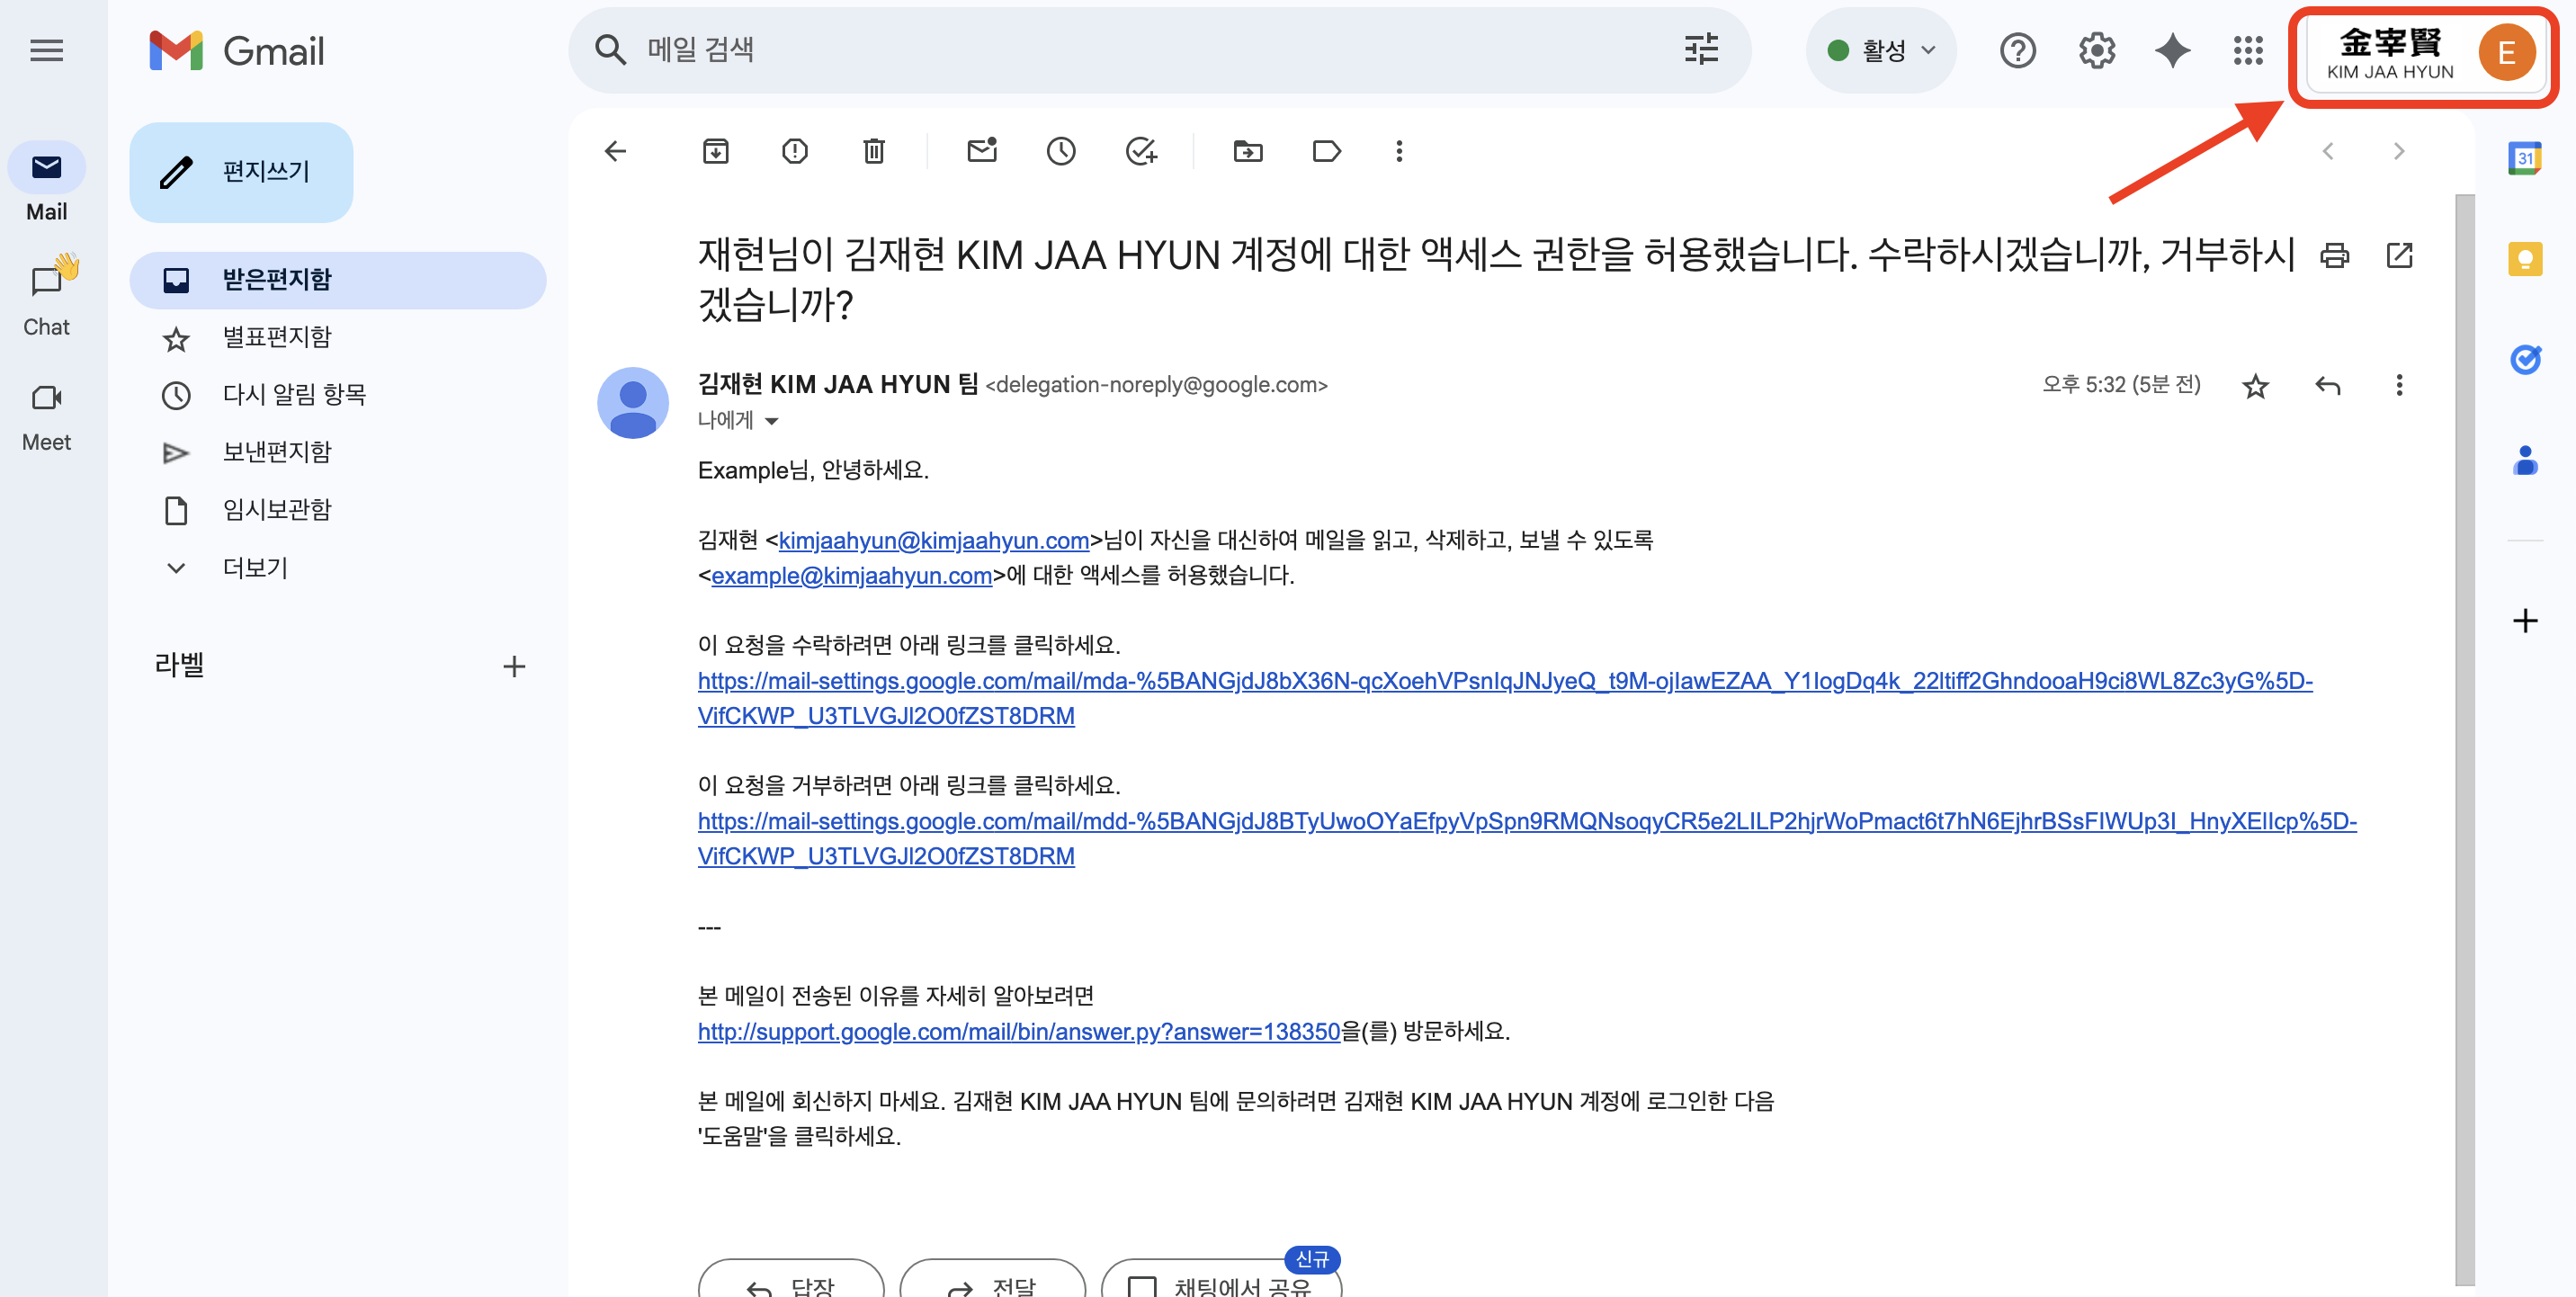 Gmail
메일 검색
활성
金宰賢
KIM JAA HYUN
E
Mail
Chat
Meet
편지쓰기
받은편지함
별표편지함
다시 알림 항목
보낸편지함
임시보관함
더보기
라벨
31
재현님이 김재현 KIM JAA HYUN 계정에 대한 액세스 권한을 허용했습니다. 수락하시겠습니까, 거부하시
겠습니까?
김재현 KIM JAA HYUN 팀 <delegation-noreply@google.com>
오후 5:32 (5분 전)
나에게
Example님, 안녕하세요.
김재현 <kimjaahyun@kimjaahyun.com>님이 자신을 대신하여 메일을 읽고, 삭제하고, 보낼 수 있도록
<example@kimjaahyun.com>에 대한 액세스를 허용했습니다.
이 요청을 수락하려면 아래 링크를 클릭하세요.
https://mail-settings.google.com/mail/mda-%5BANGjdJ8bX36N-qcXoehVPsnIqJNJyeQ_t9M-ojIawEZAA_Y1logDq4k_22ltiff2GhndooaH9ci8WL8Zc3yG%5D-
VifCKWP_U3TLVGJl2O0fZST8DRM
이 요청을 거부하려면 아래 링크를 클릭하세요.
https://mail-settings.google.com/mail/mdd-%5BANGjdJ8BTyUwoOYaEfpyVpSpn9RMQNsoqyCR5e2LILP2hjrWoPmact6t7hN6EjhrBSsFIWUp3I_HnyXElIcp%5D-
VifCKWP_U3TLVGJl2O0fZST8DRM
---
본 메일이 전송된 이유를 자세히 알아보려면
http://support.google.com/mail/bin/answer.py?answer=138350을(를) 방문하세요.
본 메일에 회신하지 마세요. 김재현 KIM JAA HYUN 팀에 문의하려면 김재현 KIM JAA HYUN 계정에 로그인한 다음
'도움말'을 클릭하세요.
신규
답장
전달
채팅에서 공유